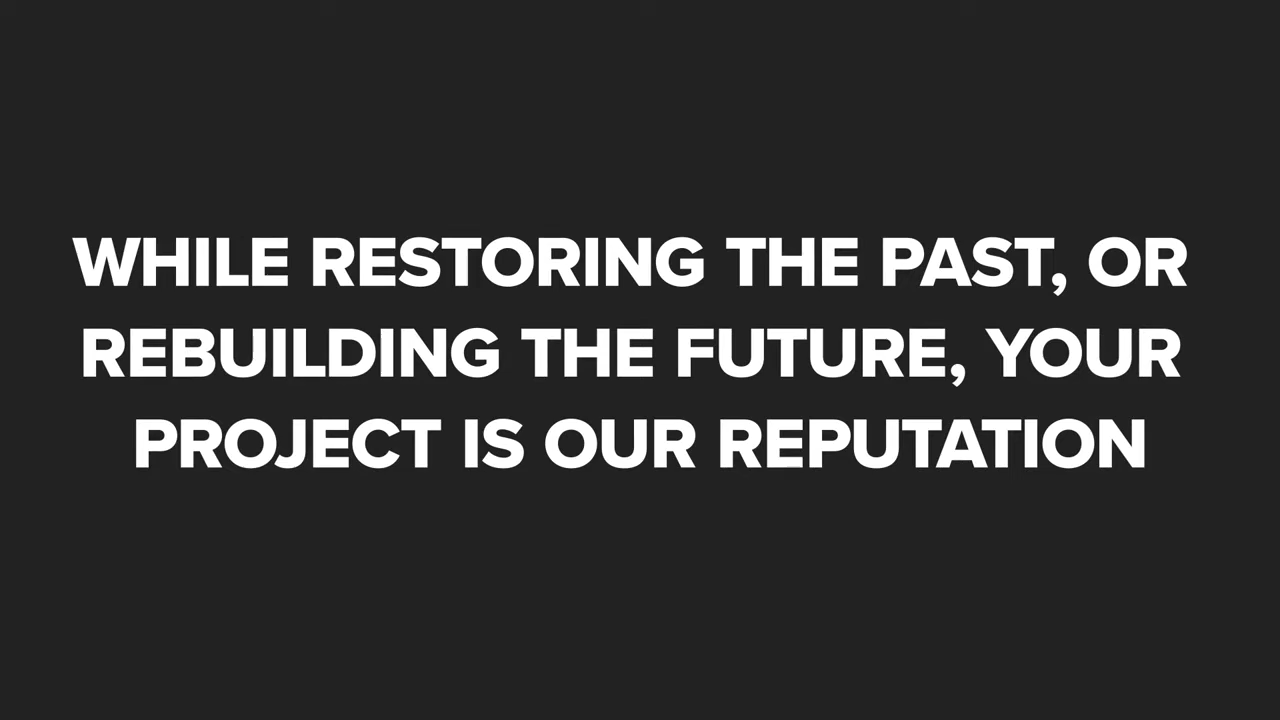 WHILE RESTORING THE PAST, OR
REBUILDING THE FUTURE, YOUR
PROJECT IS OUR REPUTATION